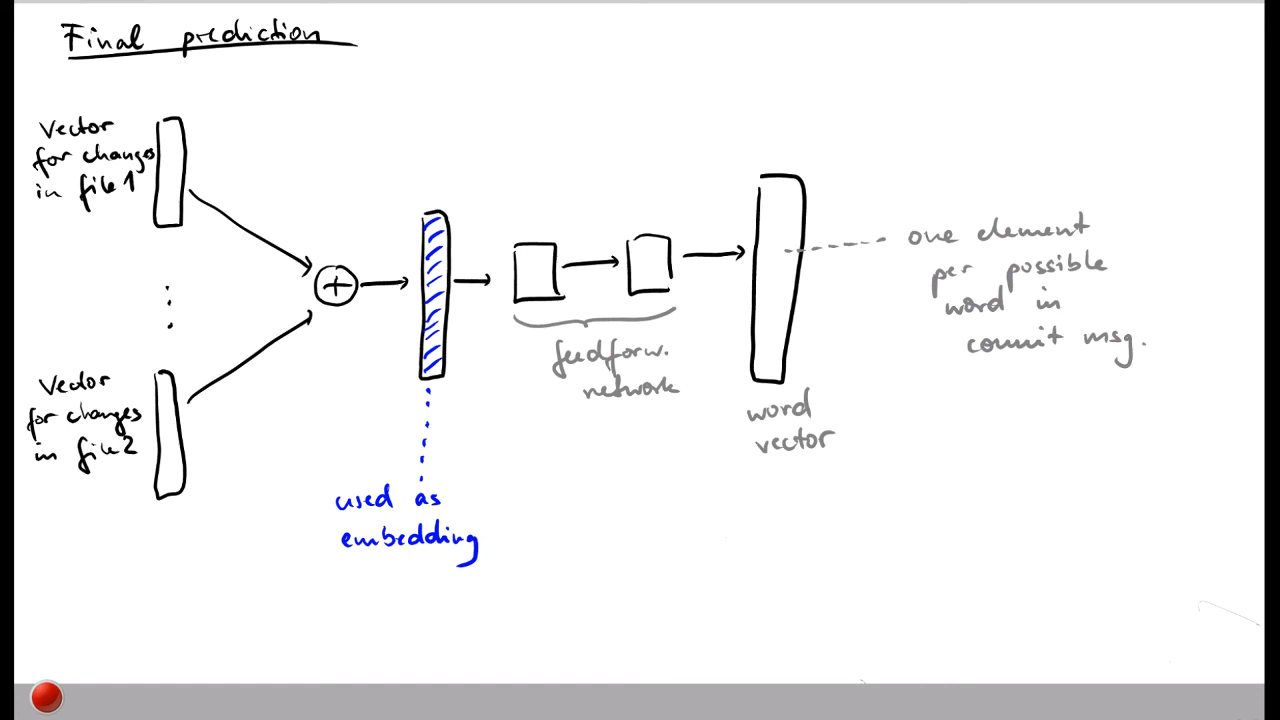 Final prediction
Vector
for changes
in file 1
Vector
for changes
in file 2
+
used as
embedding
feedforw.
network
word
vector
one element
per possible
word in
commit msg.